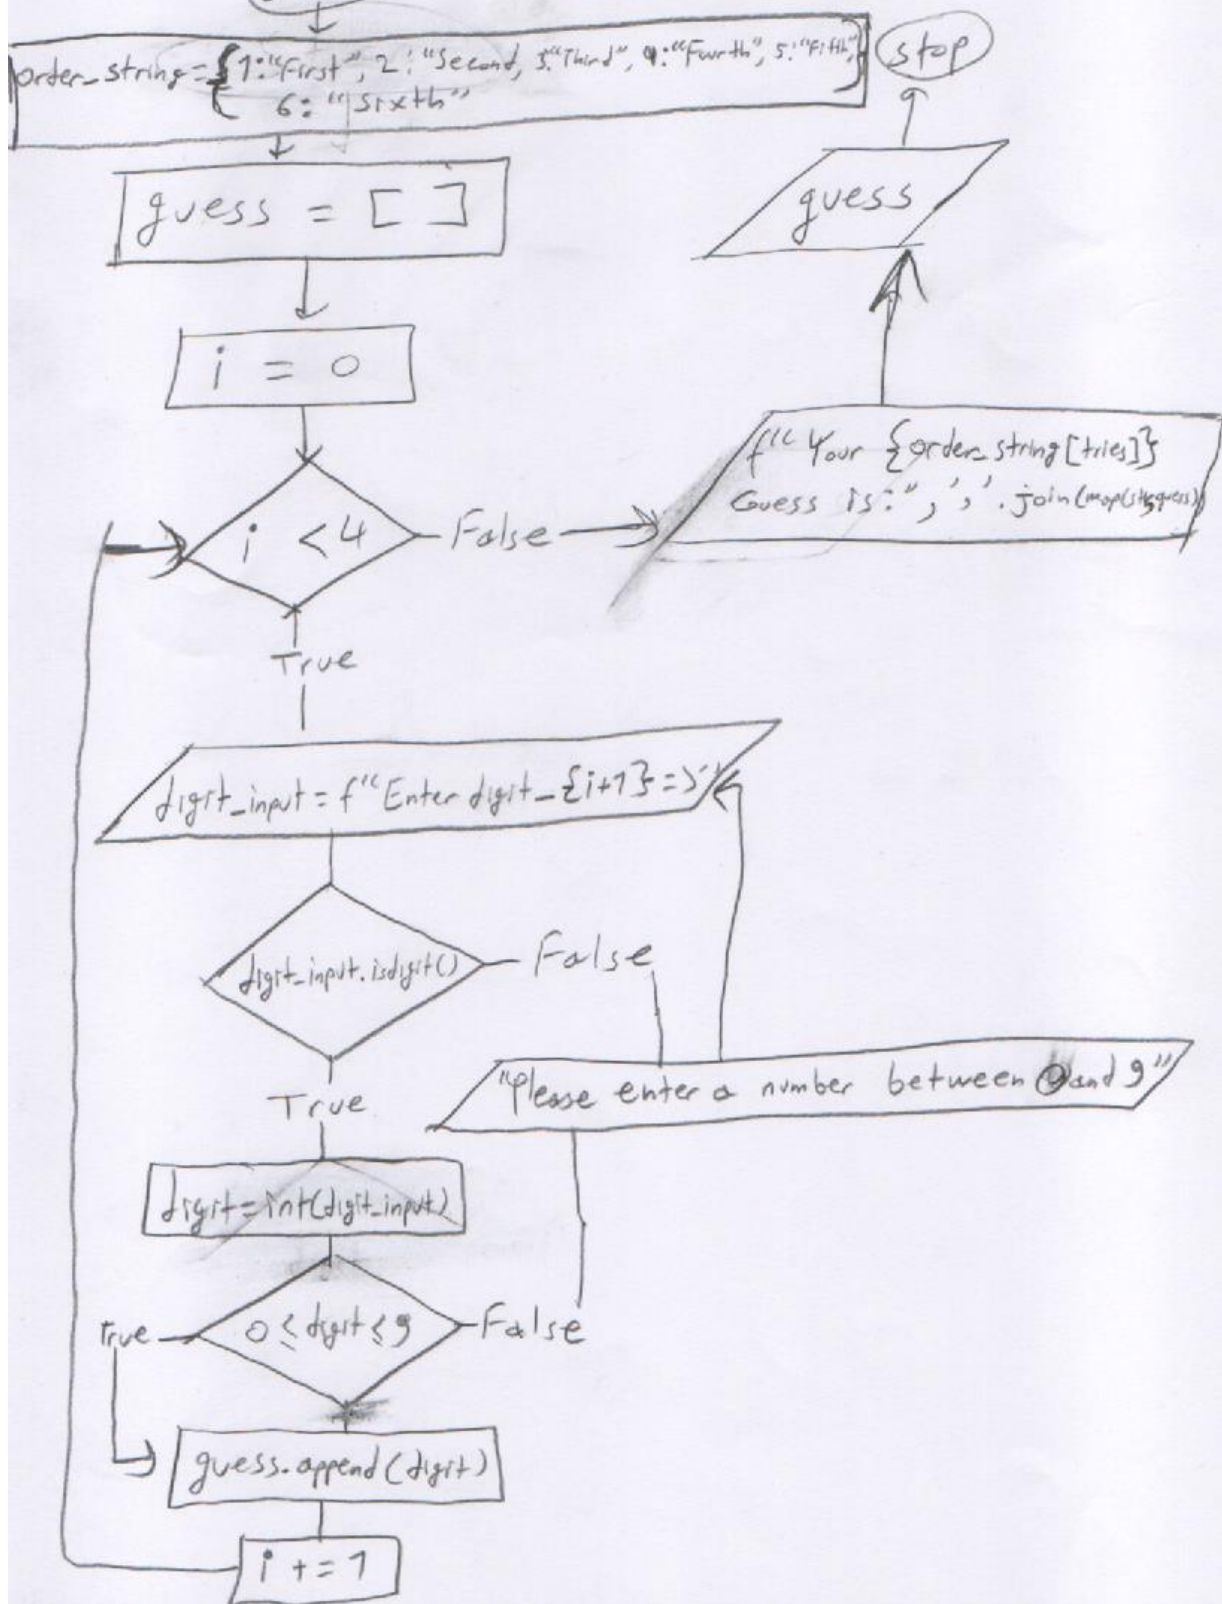 order_string={1:"First", 2:"Second, 3:"Third", 4:"Fourth", 5:"Fifth",
6: "Sixth"}
stop
guess = [ ]
guess
i = 0
f"Your {order_string[tries]}
Guess is:", ','.join(map(str,guess))
i < 4
False
True
digit_input = f"Enter digit_{i+1}=>"
digit_input.isdigit()
False
"Please enter a number between 0 and 9"
True
digit=int(digit_input)
0 ≤ digit ≤ 9
True
False
guess.append(digit)
i += 1